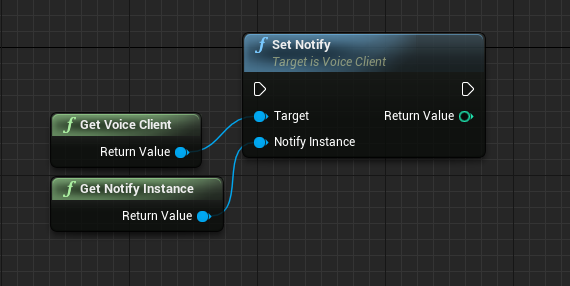 f Set Notify
Target is Voice Client
Target
Return Value
Notify Instance
f Get Voice Client
Return Value
f Get Notify Instance
Return Value